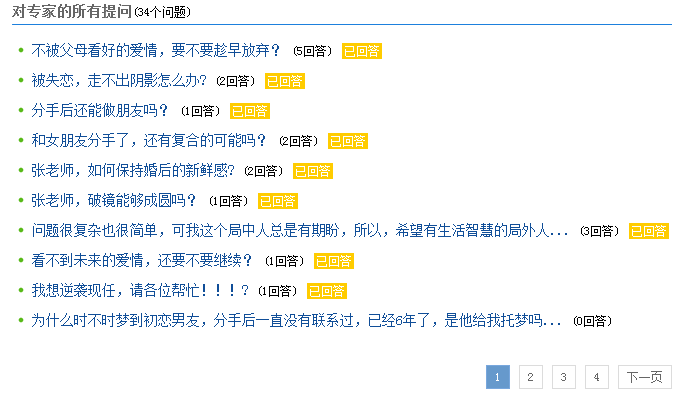 对专家的所有提问(34个问题)
不被父母看好的爱情，要不要趁早放弃？ (5回答) 已回答
被失恋，走不出阴影怎么办？(2回答) 已回答
分手后还能做朋友吗？ (1回答) 已回答
和女朋友分手了，还有复合的可能吗？ (2回答) 已回答
张老师，如何保持婚后的新鲜感？(2回答) 已回答
张老师，破镜能够成圆吗？ (1回答) 已回答
问题很复杂也很简单，可我这个局中人总是有期盼，所以，希望有生活智慧的局外人... (3回答) 已回答
看不到未来的爱情，还要不要继续？ (1回答) 已回答
我想逆袭现任，请各位帮忙！！！？(1回答) 已回答
为什么时不时梦到初恋男友，分手后一直没有联系过，已经6年了，是他给我托梦吗... (0回答)
1 2 3 4 下一页